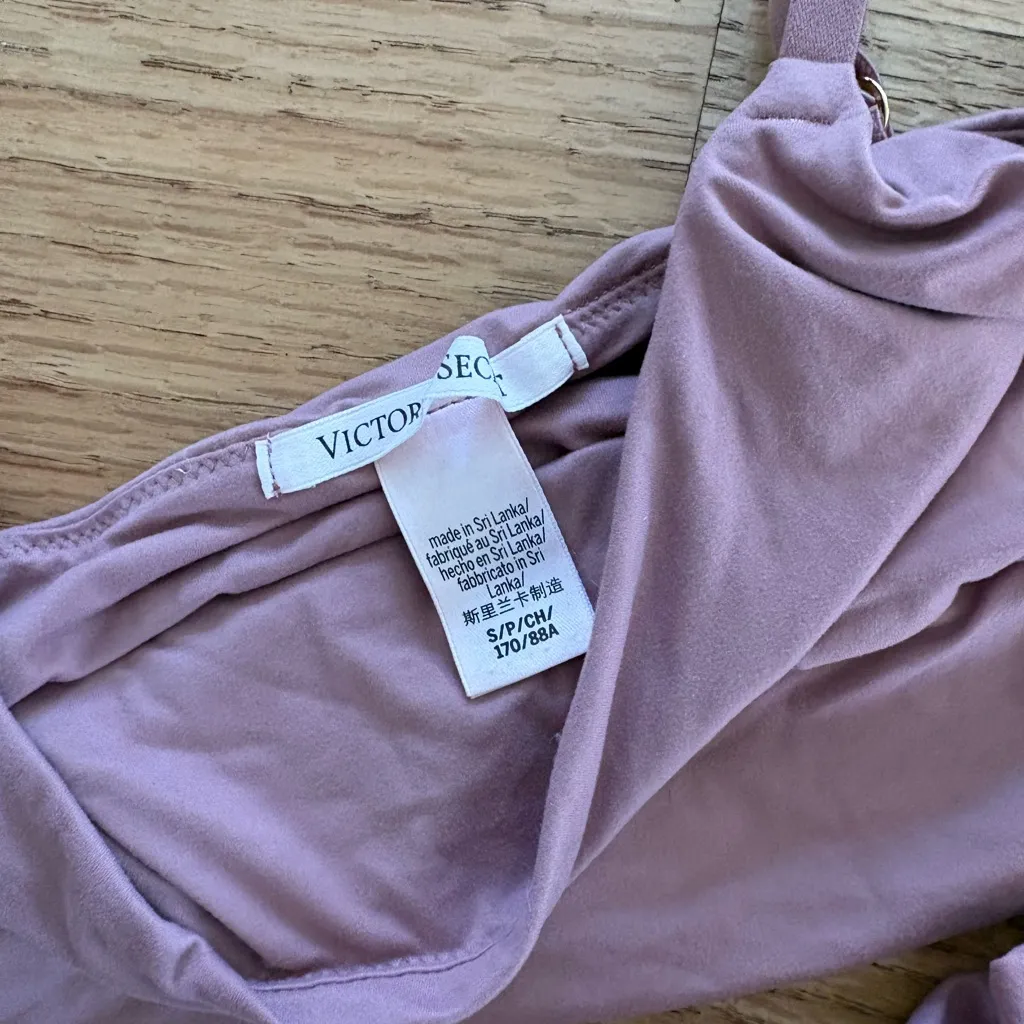 VICTOR SEC T
made in Sri Lanka/
fabriqué au Sri Lanka/
hecho en Sri Lanka/
fabbricato in Sri
Lanka/
斯里兰卡制造
S/P/CH/
170/88A